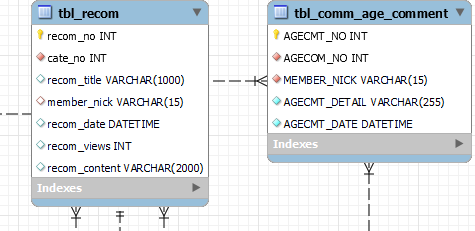 tbl_recom
recom_no INT
cate_no INT
recom_title VARCHAR(1000)
member_nick VARCHAR(15)
recom_date DATETIME
recom_views INT
recom_content VARCHAR(2000)
Indexes
tbl_comm_age_comment
AGECMT_NO INT
AGECOM_NO INT
MEMBER_NICK VARCHAR(15)
AGECMT_DETAIL VARCHAR(255)
AGECMT_DATE DATETIME
Indexes